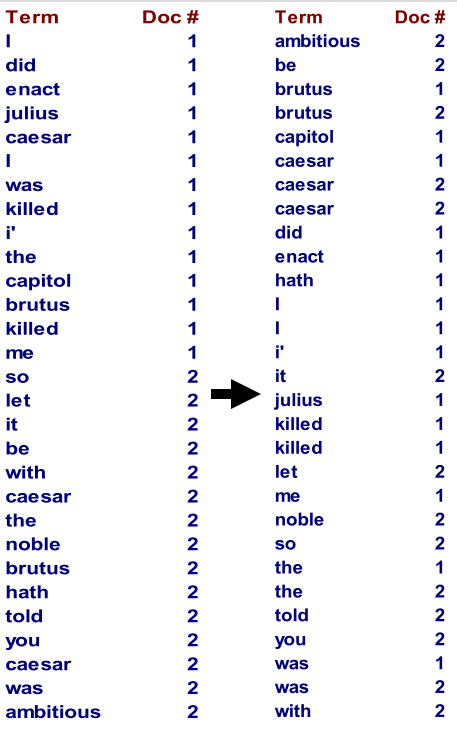 Term Doc #
I 1
did 1
enact 1
julius 1
caesar 1
I 1
was 1
killed 1
i' 1
the 1
capitol 1
brutus 1
killed 1
me 1
so 2
let 2
it 2
be 2
with 2
caesar 2
the 2
noble 2
brutus 2
hath 2
told 2
you 2
caesar 2
was 2
ambitious 2
Term Doc #
ambitious 2
be 2
brutus 1
brutus 2
capitol 1
caesar 1
caesar 2
caesar 2
did 1
enact 1
hath 1
I 1
I 1
i' 1
it 2
julius 1
killed 1
killed 1
let 2
me 1
noble 2
so 2
the 1
the 2
told 2
you 2
was 1
was 2
with 2